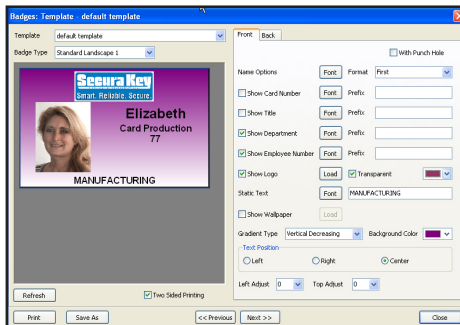 Badges: Template - default template
Template default template
Badge Type Standard Landscape 1
Secura Key
Smart. Reliable. Secure.
Elizabeth
Card Production
77
MANUFACTURING
Refresh
Two Sided Printing
Print Save As << Previous Next >> Close
Front Back
With Punch Hole
Name Options Font Format First
Show Card Number Font Prefix
Show Title Font Prefix
Show Department Font Prefix
Show Employee Number Font Prefix
Show Logo Load Transparent
Static Text Font MANUFACTURING
Show Wallpaper Load
Gradient Type Vertical Decreasing Background Color
Text Position
Left Right Center
Left Adjust 0 Top Adjust 0